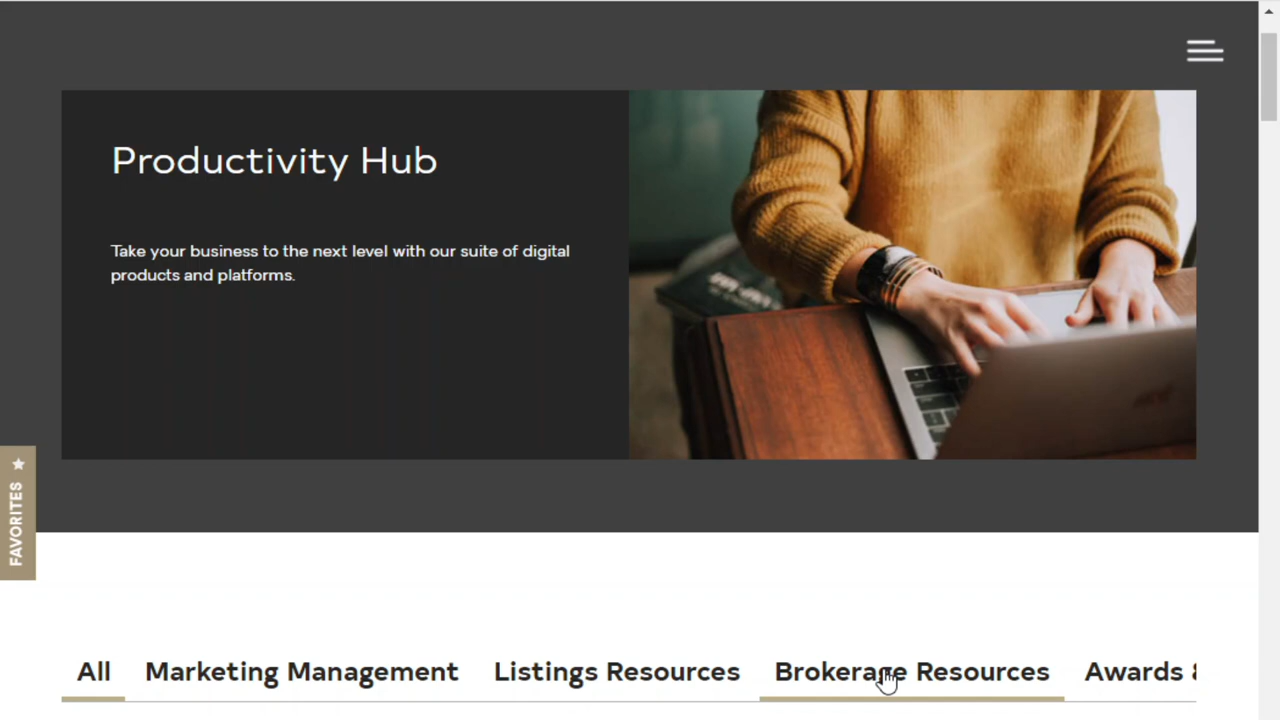 Productivity Hub
Take your business to the next level with our suite of digital
products and platforms.
FAVORITES
All Marketing Management Listings Resources Brokerage Resources Awards &